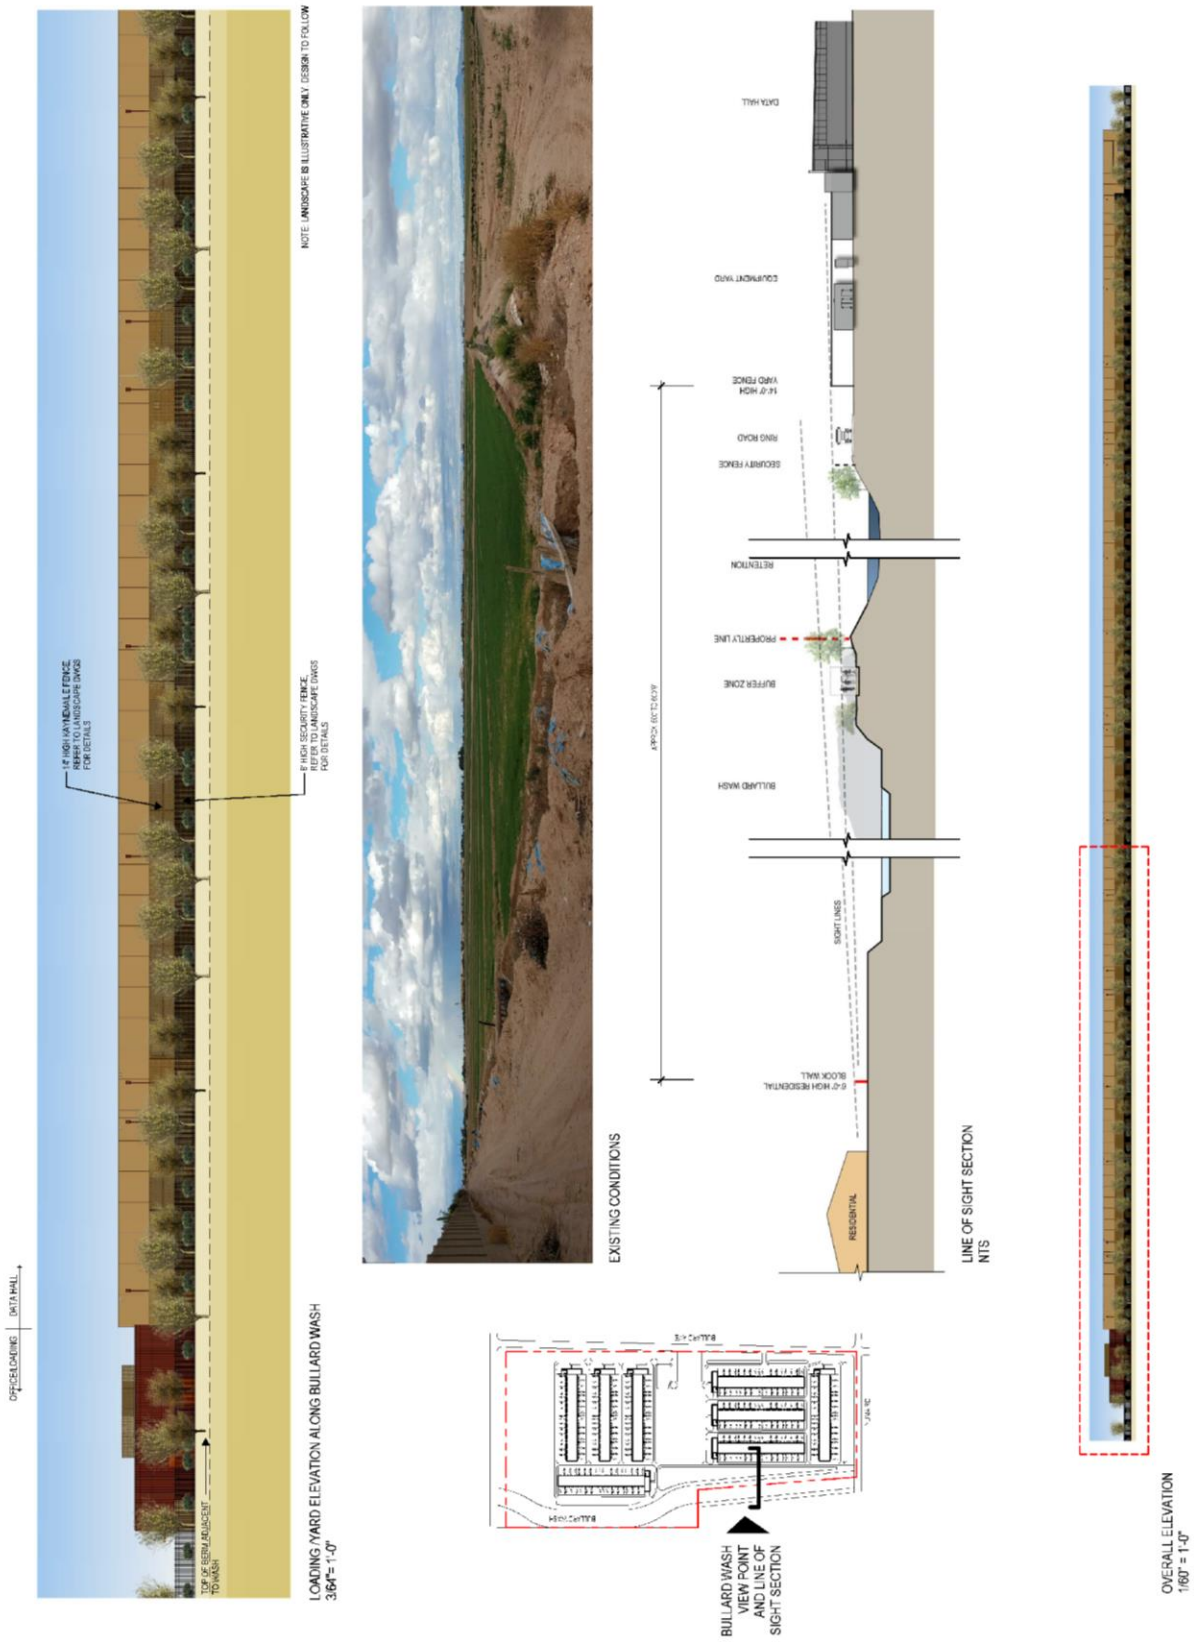 OFFICE/LOADING
DATA HALL
14' HIGH KAYNEMAILE FENCE,
REFER TO LANDSCAPE DWGS
FOR DETAILS
8' HIGH SECURITY FENCE,
REFER TO LANDSCAPE DWGS
FOR DETAILS
TOP OF BERM ADJACENT
TO WASH
NOTE: LANDSCAPE IS ILLUSTRATIVE ONLY. DESIGN TO FOLLOW
LOADING /YARD ELEVATION ALONG BULLARD WASH
3/64" = 1'-0"
EXISTING CONDITIONS
BULLARD AVE
BULLARD WASH
BULLARD WASH
VIEW POINT
AND LINE OF
SIGHT SECTION
RESIDENTIAL
6'-0" HIGH RESIDENTIAL
BLOCK WALL
SIGHT LINES
BULLARD WASH
BUFFER ZONE
PROPERTLY LINE
RETENTION
SECURITY FENCE
RING ROAD
14'-0" HIGH
YARD FENCE
EQUIPMENT YARD
DATA HALL
LINE OF SIGHT SECTION
NTS
OVERALL ELEVATION
1/60" = 1'-0"